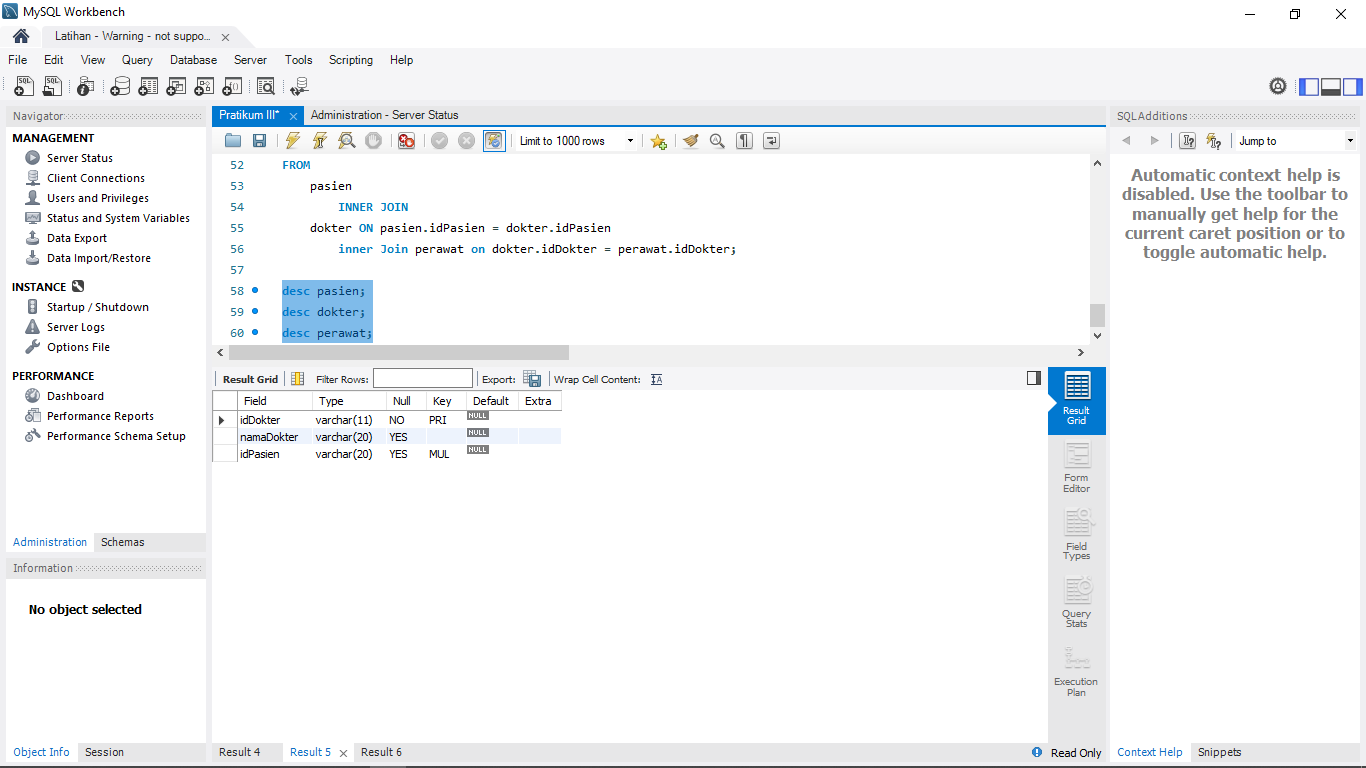 MySQL Workbench
Latihan - Warning - not suppo...
File Edit View Query Database Server Tools Scripting Help
Navigator
MANAGEMENT
Server Status
Client Connections
Users and Privileges
Status and System Variables
Data Export
Data Import/Restore
INSTANCE
Startup / Shutdown
Server Logs
Options File
PERFORMANCE
Dashboard
Performance Reports
Performance Schema Setup
Administration Schemas
Information
No object selected
Object Info Session
Pratikum III* Administration - Server Status
Limit to 1000 rows
52 FROM
53 pasien
54 INNER JOIN
55 dokter ON pasien.idPasien = dokter.idPasien
56 inner Join perawat on dokter.idDokter = perawat.idDokter;
57
58 desc pasien;
59 desc dokter;
60 desc perawat;
Result Grid Filter Rows: Export: Wrap Cell Content:
Field Type Null Key Default Extra
idDokter varchar(11) NO PRI NULL
namaDokter varchar(20) YES NULL
idPasien varchar(20) YES MUL NULL
Result
Grid
Form
Editor
Field
Types
Query
Stats
Execution
Plan
Result 4 Result 5 Result 6 Read Only
SQLAdditions
Jump to
Automatic context help is
disabled. Use the toolbar to
manually get help for the
current caret position or to
toggle automatic help.
Context Help Snippets